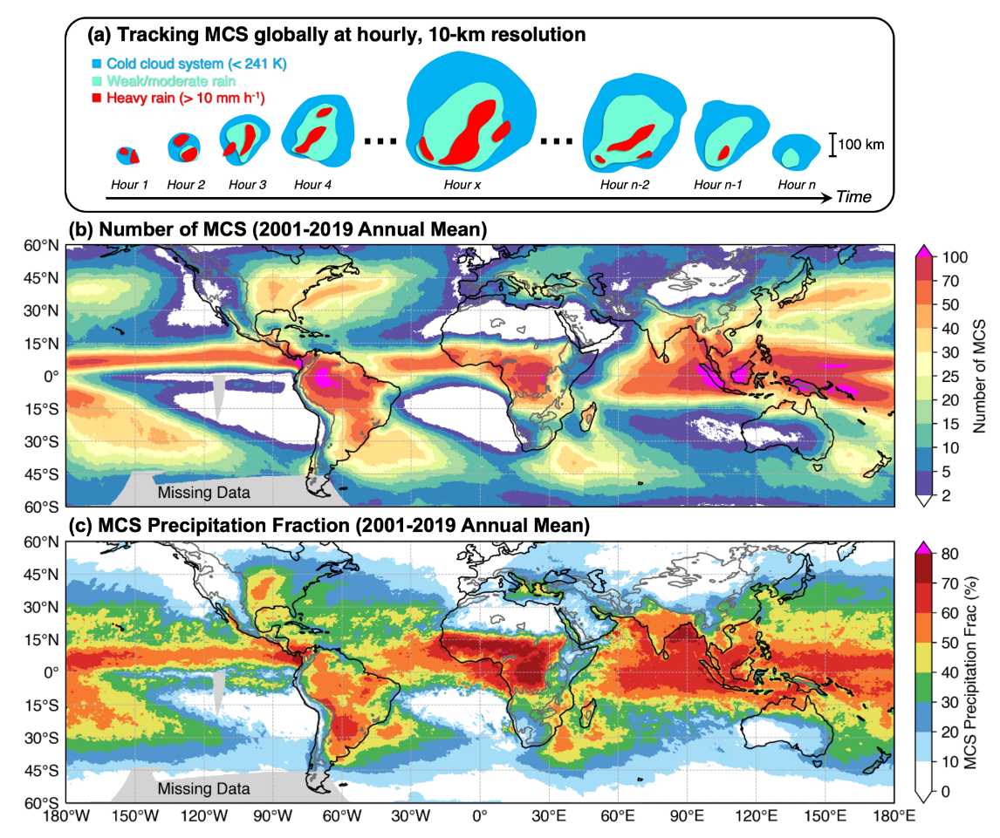 (a) Tracking MCS globally at hourly, 10-km resolution
Cold cloud system (< 241 K)
Weak/moderate rain
Heavy rain (> 10 mm h⁻¹)
... ...
100 km
Hour 1 Hour 2 Hour 3 Hour 4 Hour x Hour n-2 Hour n-1 Hour n
Time
(b) Number of MCS (2001-2019 Annual Mean)
60°N
45°N
30°N
15°N
0°
15°S
30°S
45°S
60°S
Missing Data
100
70
50
40
30
25
20
15
10
5
2
Number of MCS
(c) MCS Precipitation Fraction (2001-2019 Annual Mean)
60°N
45°N
30°N
15°N
0°
15°S
30°S
45°S
60°S
Missing Data
180°W 150°W 120°W 90°W 60°W 30°W 0° 30°E 60°E 90°E 120°E 150°E 180°E
80
70
60
50
40
30
20
10
0
MCS Precipitation Frac (%)